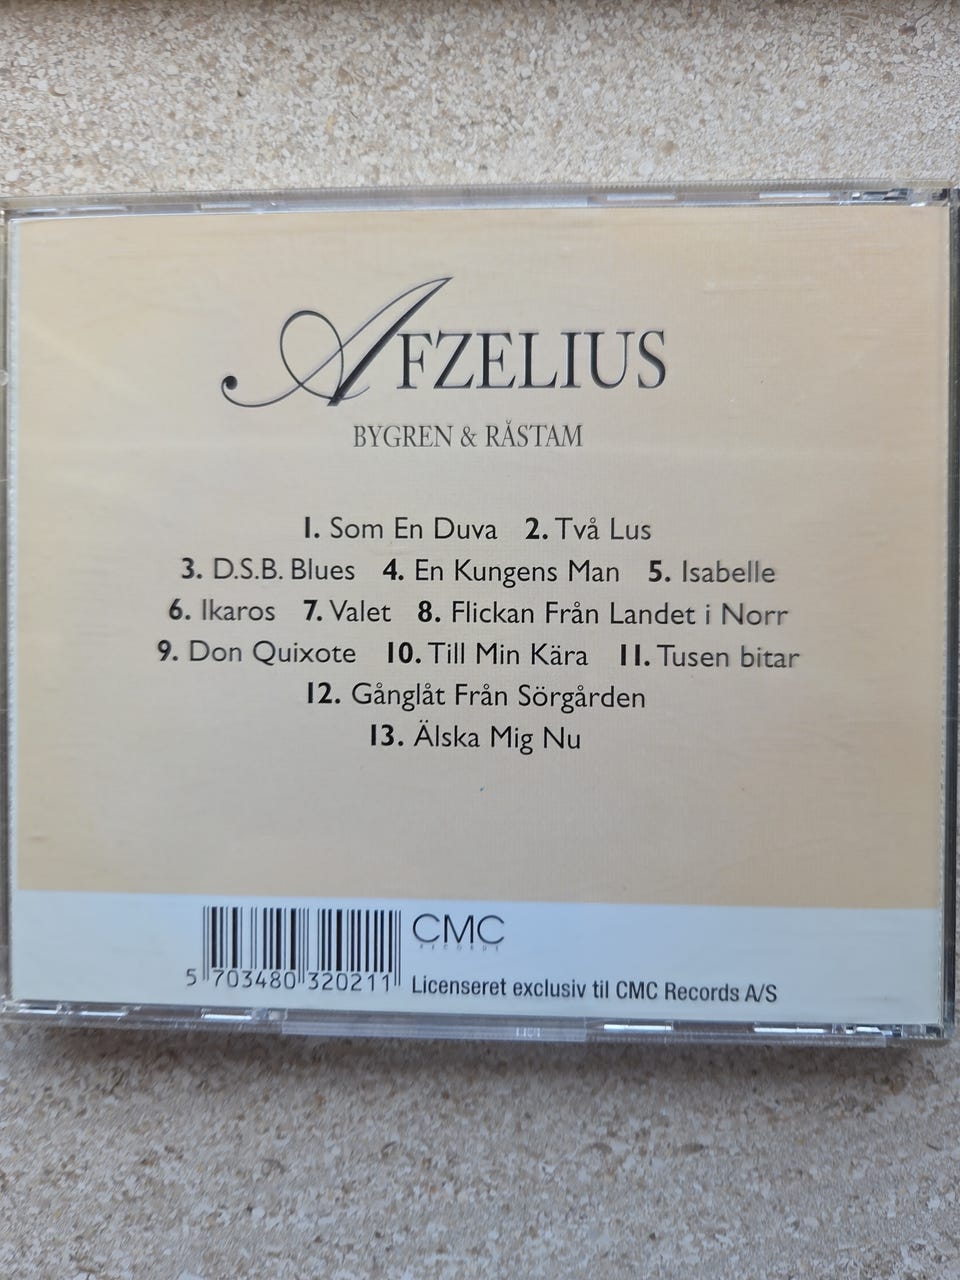 AFZELIUS
BYGREN & RÅSTAM
1. Som En Duva 2. Två Lus
3. D.S.B. Blues 4. En Kungens Man 5. Isabelle
6. Ikaros 7. Valet 8. Flickan Från Landet i Norr
9. Don Quixote 10. Till Min Kära 11. Tusen bitar
12. Gånglåt Från Sörgården
13. Älska Mig Nu
CMC
RECORDS
5 703480 320211
Licenseret exclusiv til CMC Records A/S